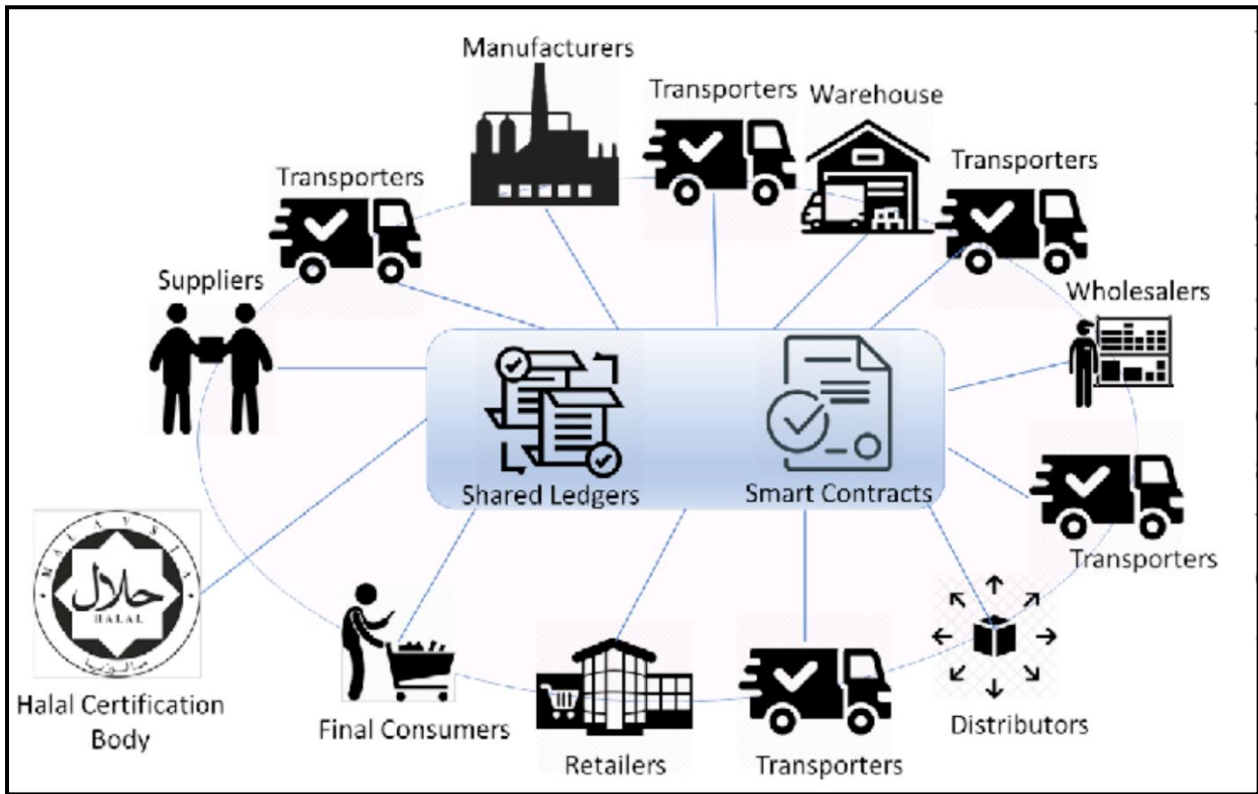 Manufacturers
Transporters
Warehouse
Transporters
Transporters
Suppliers
Wholesalers
Shared Ledgers
Smart Contracts
Transporters
MALAYSIA
حلال
HALAL
Halal Certification
Body
Final Consumers
Retailers
Transporters
Distributors